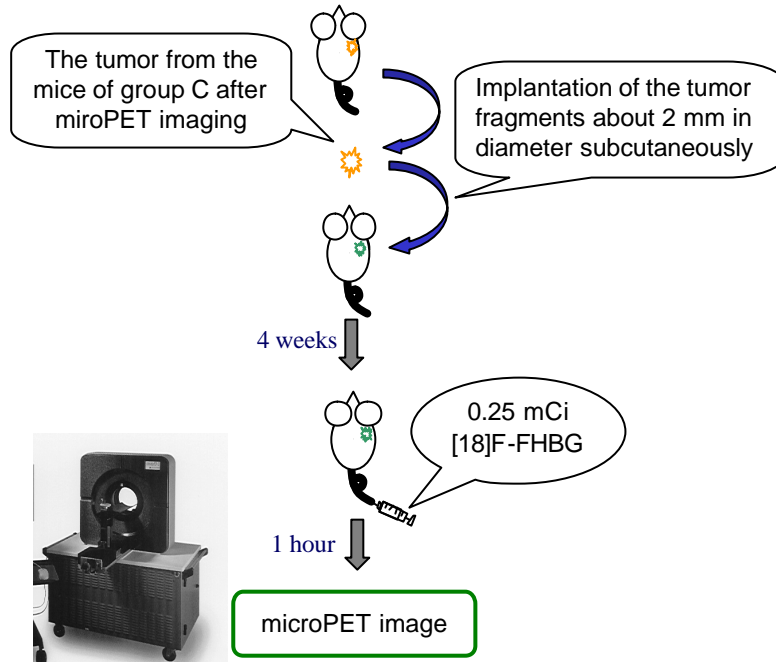 The tumor from the
mice of group C after
miroPET imaging
Implantation of the tumor
fragments about 2 mm in
diameter subcutaneously
4 weeks
0.25 mCi
[18]F-FHBG
1 hour
microPET image